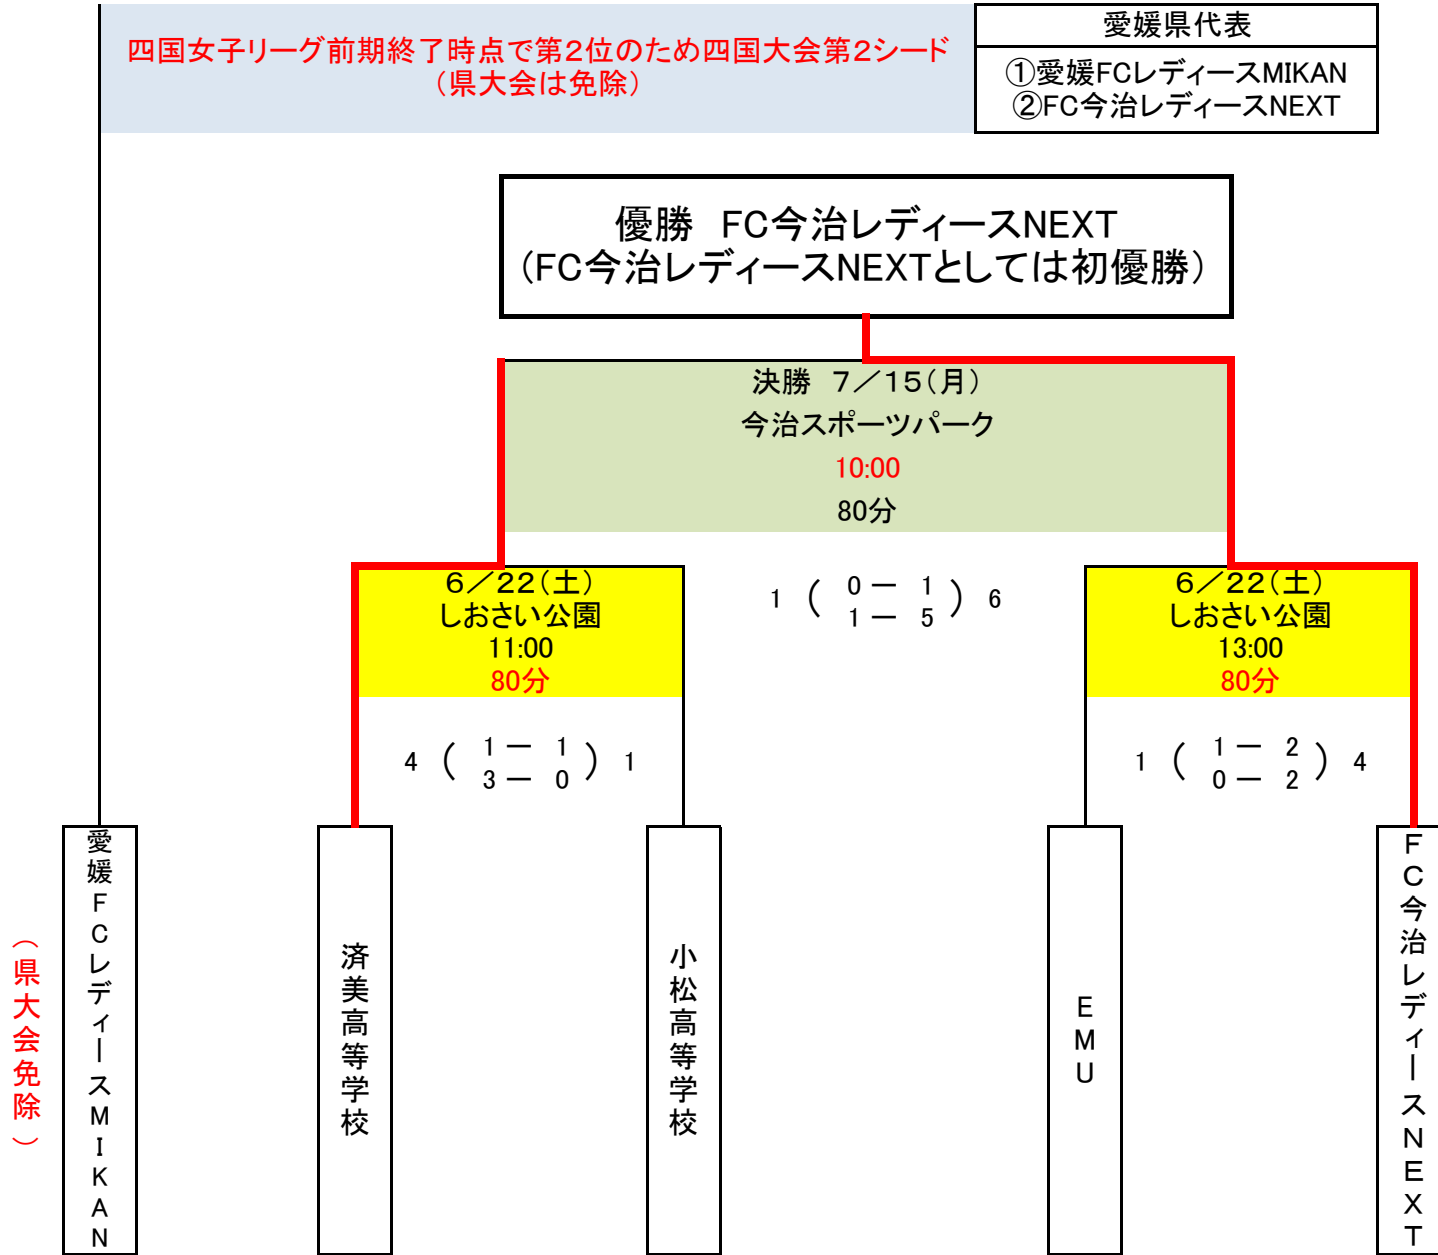 四国女子リーグ前期終了時点で第２位のため四国大会第２シード
（県大会は免除）
愛媛県代表
①愛媛FCレディースMIKAN
②FC今治レディースNEXT
優勝　FC今治レディースNEXT
（FC今治レディースNEXTとしては初優勝）
決勝　７／１５（月）
今治スポーツパーク
10:00
80分
６／２２（土）
しおさい公園
11:00
80分
1 ( 0 ー 1 ) 6
1 ー 5
６／２２（土）
しおさい公園
13:00
80分
4 ( 1 ー 1 ) 1
3 ー 0
1 ( 1 ー 2 ) 4
0 ー 2
（県大会免除）
愛媛FCレディースMIKAN
済美高等学校
小松高等学校
EMU
FC今治レディースNEXT